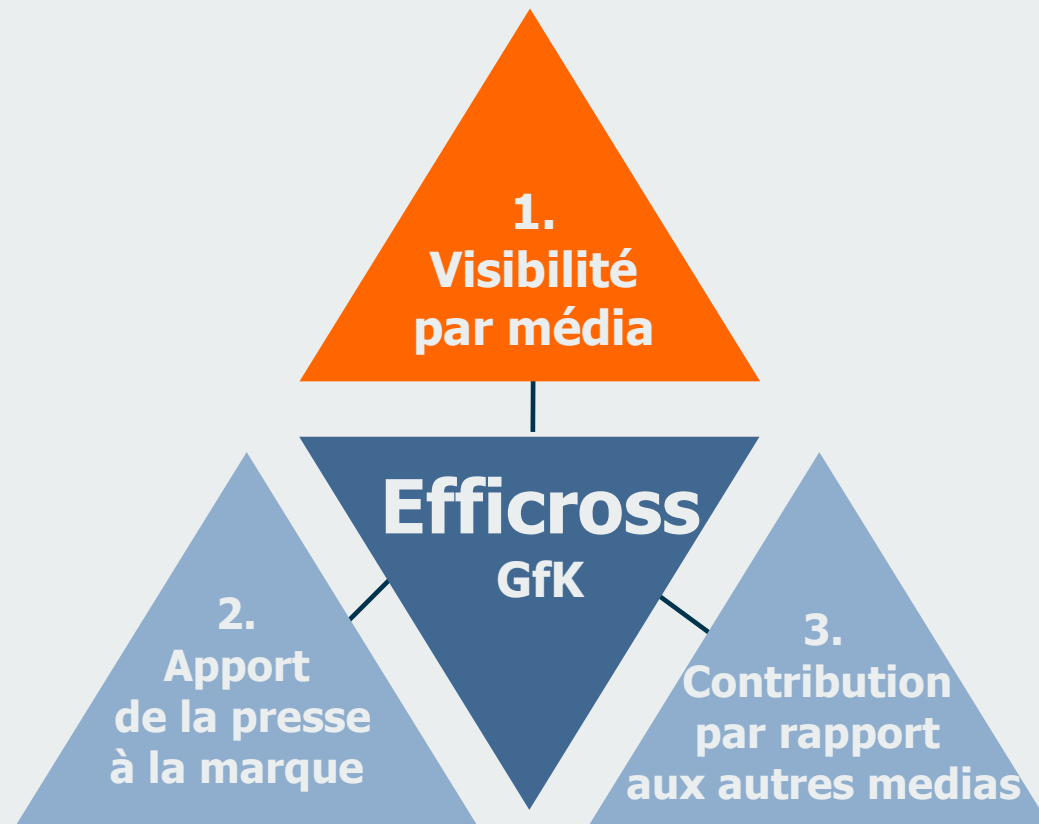 1.
Visibilité
par média
Efficross
GfK
2.
Apport
de la presse
à la marque
3.
Contribution
par rapport
aux autres medias